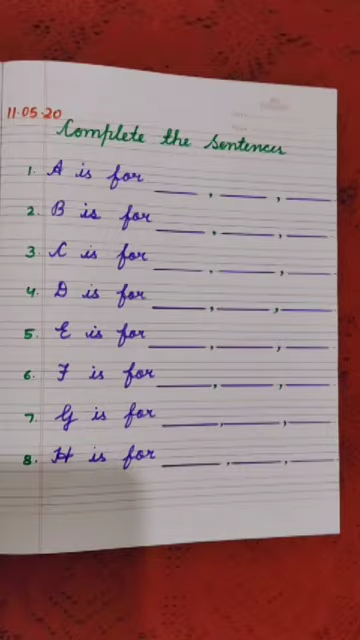 11.05.20
Complete the Sentences
1. A is for ____, ____, ____
2. B is for ____, ____, ____
3. C is for ____, ____, ____
4. D is for ____, ____, ____
5. E is for ____, ____, ____
6. F is for ____, ____, ____
7. G is for ____, ____, ____
8. H is for ____, ____, ____